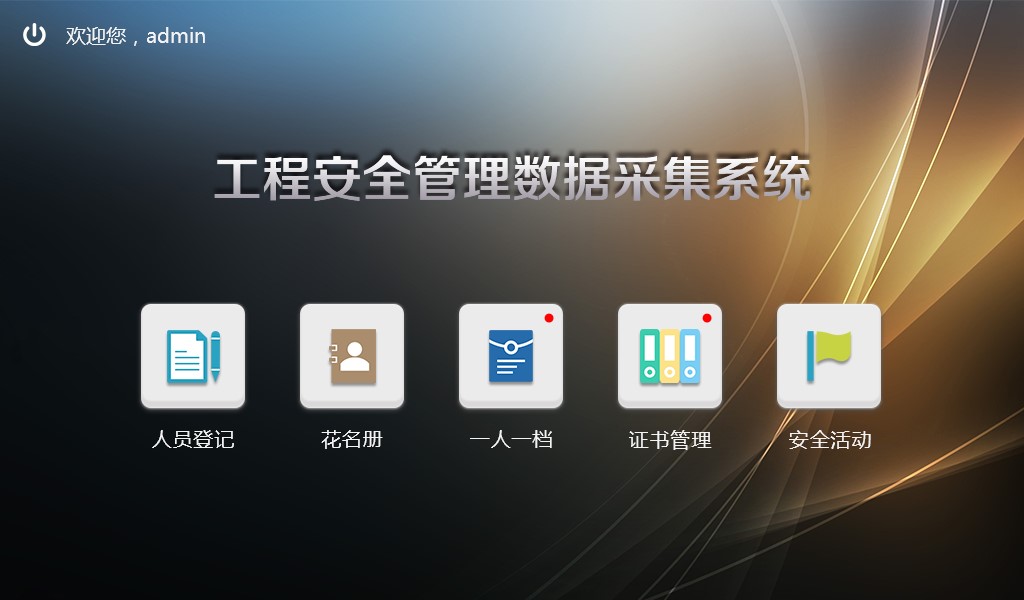 欢迎您，admin
工程安全管理数据采集系统
人员登记
花名册
一人一档
证书管理
安全活动